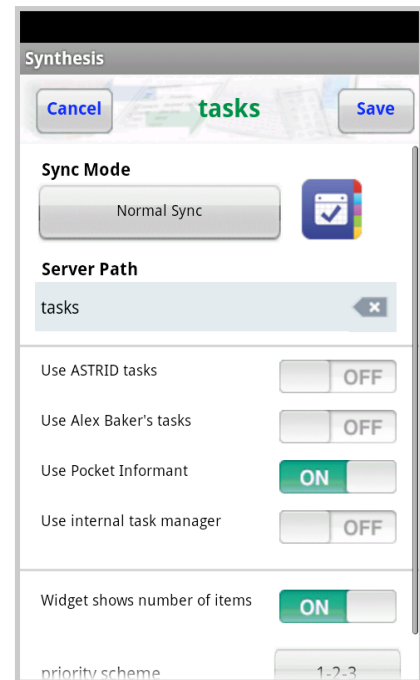 Synthesis
Cancel tasks Save
Sync Mode
Normal Sync
Server Path
tasks
Use ASTRID tasks OFF
Use Alex Baker's tasks OFF
Use Pocket Informant ON
Use internal task manager OFF
Widget shows number of items ON
priority scheme 1-2-3